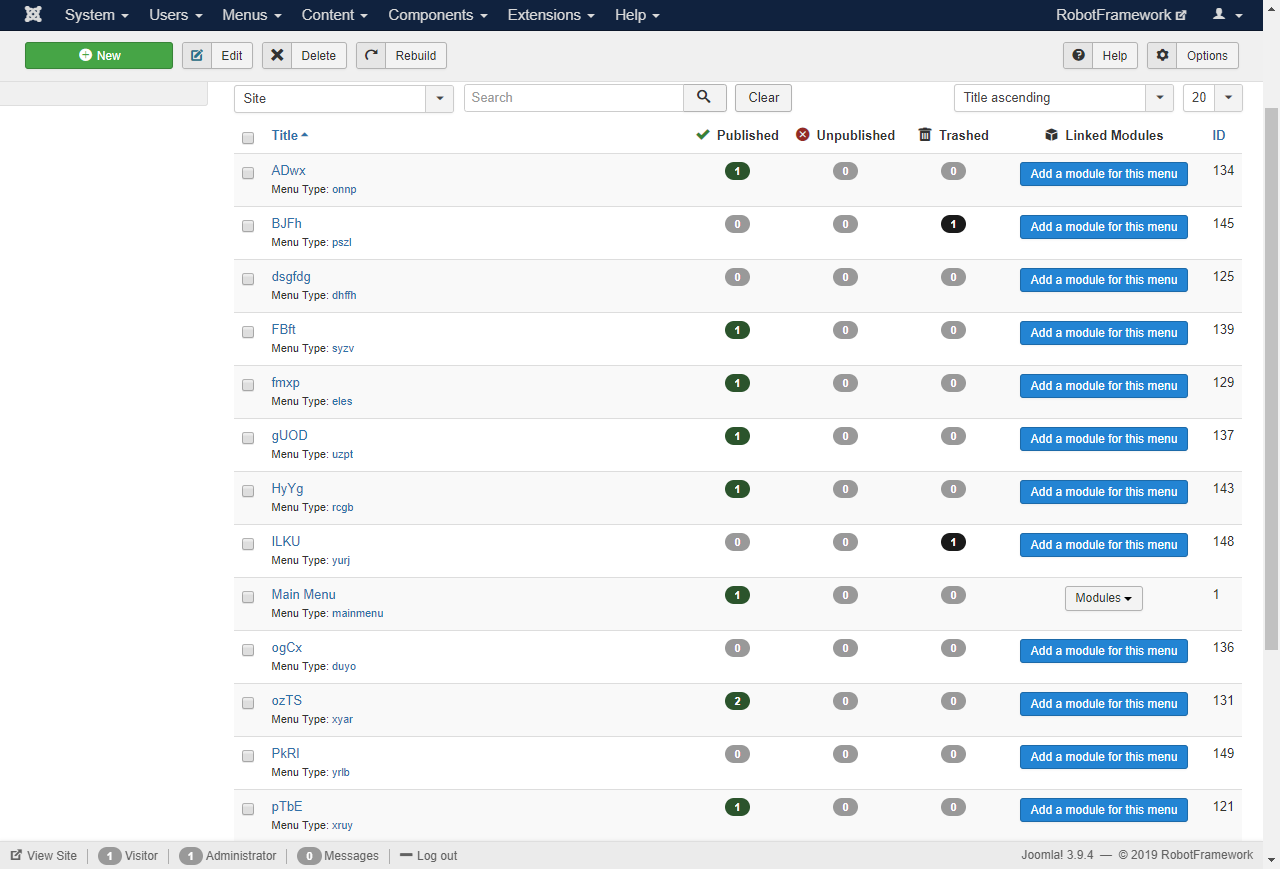 System Users Menus Content Components Extensions Help RobotFramework
New Edit Delete Rebuild Help Options
Site Search Clear Title ascending 20
Title Published Unpublished Trashed Linked Modules ID
ADwx 1 0 0 Add a module for this menu 134
Menu Type: onnp
BJFh 0 0 1 Add a module for this menu 145
Menu Type: pszl
dsgfdg 0 0 0 Add a module for this menu 125
Menu Type: dhffh
FBft 1 0 0 Add a module for this menu 139
Menu Type: syzv
fmxp 1 0 0 Add a module for this menu 129
Menu Type: eles
gUOD 1 0 0 Add a module for this menu 137
Menu Type: uzpt
HyYg 1 0 0 Add a module for this menu 143
Menu Type: rcgb
ILKU 0 0 1 Add a module for this menu 148
Menu Type: yurj
Main Menu 1 0 0 Modules 1
Menu Type: mainmenu
ogCx 0 0 0 Add a module for this menu 136
Menu Type: duyo
ozTS 2 0 0 Add a module for this menu 131
Menu Type: xyar
PkRI 0 0 0 Add a module for this menu 149
Menu Type: yrlb
pTbE 1 0 0 Add a module for this menu 121
Menu Type: xruy
View Site 1 Visitor 1 Administrator 0 Messages Log out Joomla! 3.9.4 — © 2019 RobotFramework